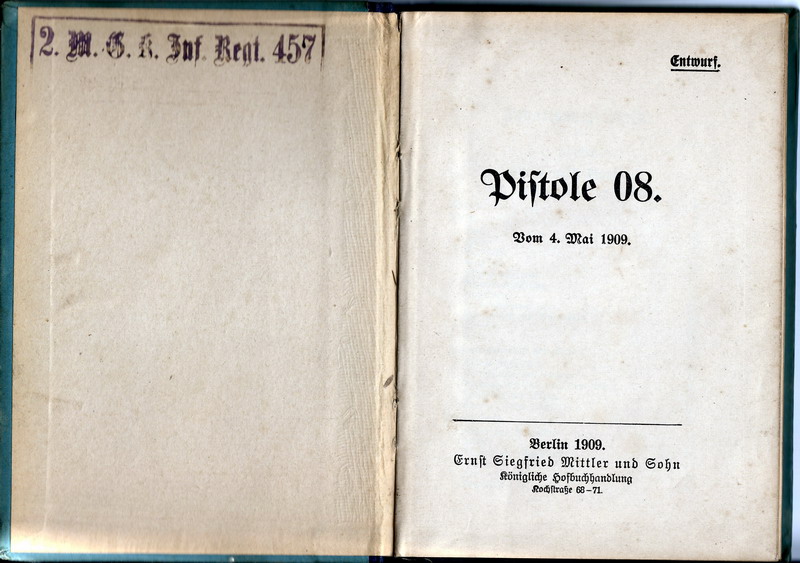 2. M. G. K. Inf. Regt. 457
Entwurf.
Piſtole 08.
Vom 4. Mai 1909.
Berlin 1909.
Ernſt Siegfried Mittler und Sohn
Königliche Hofbuchhandlung
Kochſtraße 68–71.